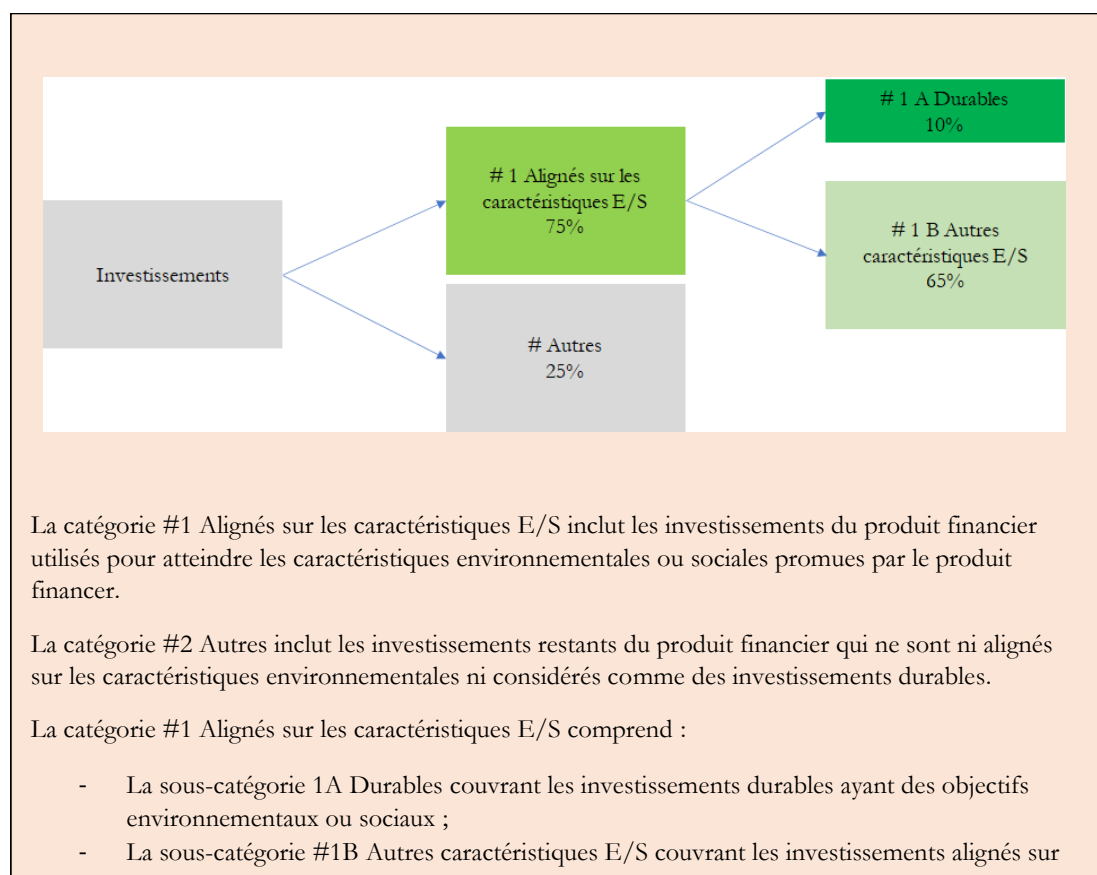 # 1 A Durables
10%
# 1 Alignés sur les
caractéristiques E/S
75%
# 1 B Autres
caractéristiques E/S
65%
Investissements
# Autres
25%
La catégorie #1 Alignés sur les caractéristiques E/S inclut les investissements du produit financier
utilisés pour atteindre les caractéristiques environnementales ou sociales promues par le produit
financer.
La catégorie #2 Autres inclut les investissements restants du produit financier qui ne sont ni alignés
sur les caractéristiques environnementales ni considérés comme des investissements durables.
La catégorie #1 Alignés sur les caractéristiques E/S comprend :
- La sous-catégorie 1A Durables couvrant les investissements durables ayant des objectifs
environnementaux ou sociaux ;
- La sous-catégorie #1B Autres caractéristiques E/S couvrant les investissements alignés sur